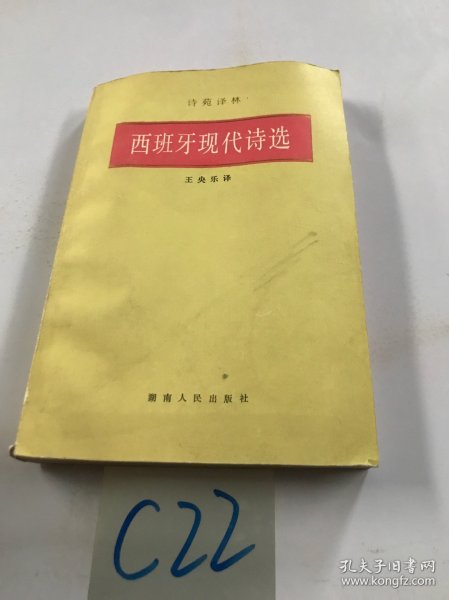 诗苑译林
西班牙现代诗选
王央乐译
湖南人民出版社
C22
孔夫子旧书网
www.kongfz.com